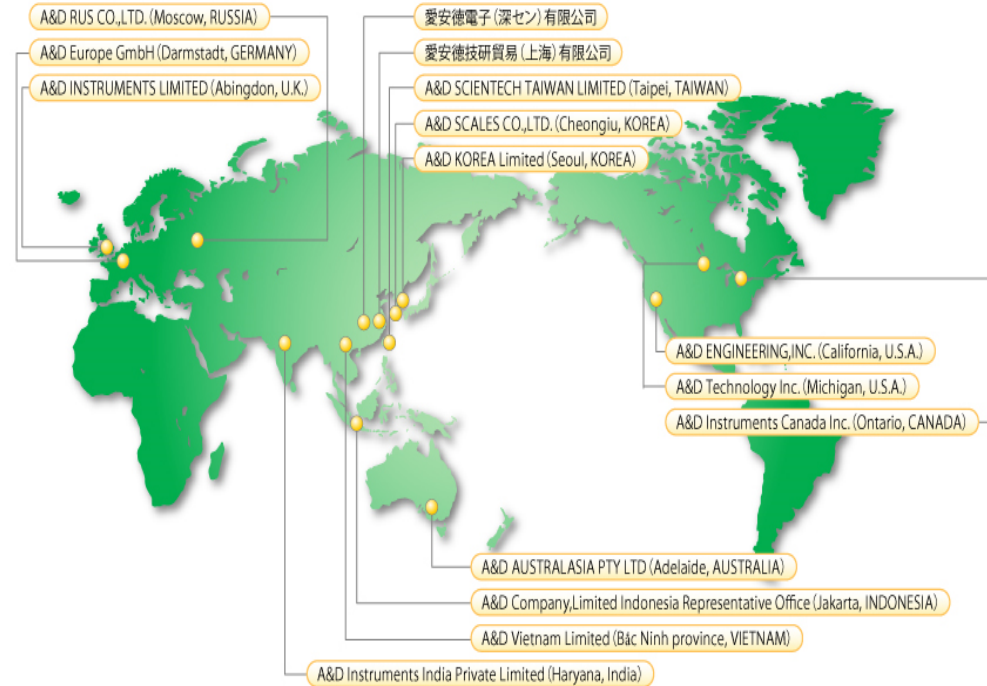 A&D RUS CO.,LTD. (Moscow, RUSSIA)
A&D Europe GmbH (Darmstadt, GERMANY)
A&D INSTRUMENTS LIMITED (Abingdon, U.K.)
愛安徳電子（深セン）有限公司
愛安徳技研貿易（上海）有限公司
A&D SCIENTECH TAIWAN LIMITED (Taipei, TAIWAN)
A&D SCALES CO.,LTD. (Cheongiu, KOREA)
A&D KOREA Limited (Seoul, KOREA)
A&D ENGINEERING,INC. (California, U.S.A.)
A&D Technology Inc. (Michigan, U.S.A.)
A&D Instruments Canada Inc. (Ontario, CANADA)
A&D AUSTRALASIA PTY LTD (Adelaide, AUSTRALIA)
A&D Company,Limited Indonesia Representative Office (Jakarta, INDONESIA)
A&D Vietnam Limited (Bắc Ninh province, VIETNAM)
A&D Instruments India Private Limited (Haryana, India)